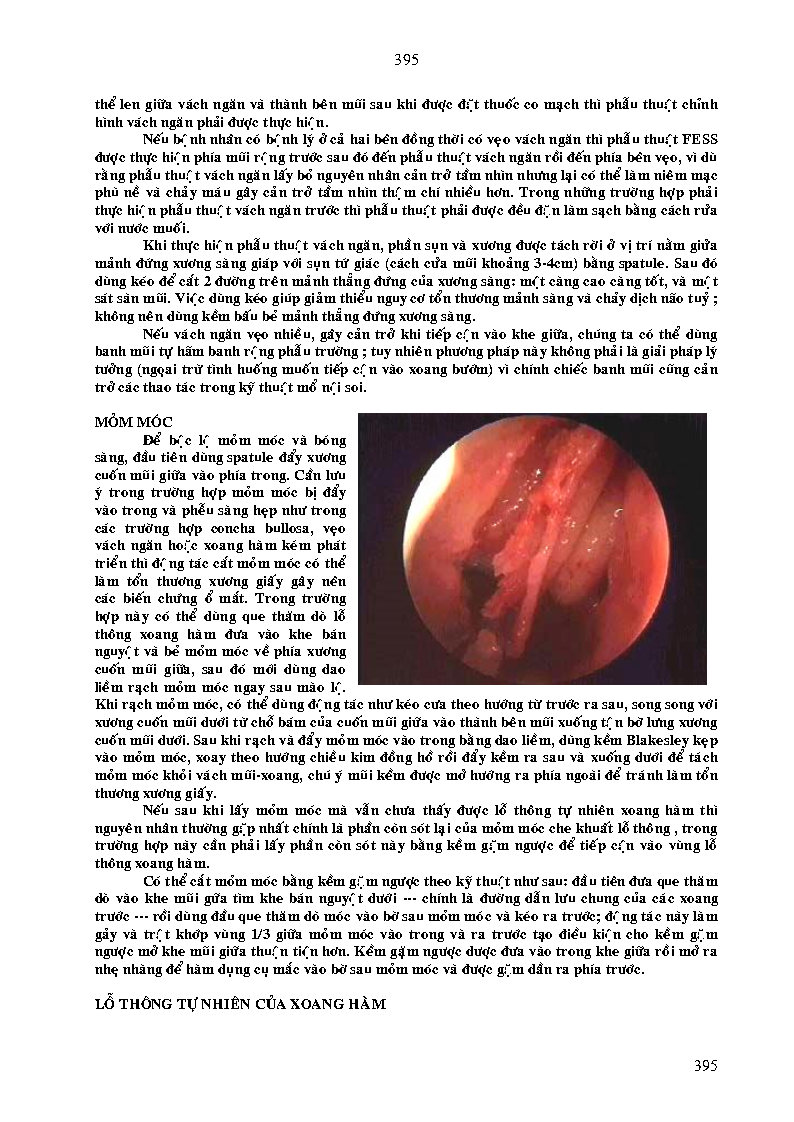 395
thể len giữa vách ngăn và thành bên mũi sau khi được đặt thuốc co mạch thì phẫu thuật chỉnh
hình vách ngăn phải được thực hiện.
Nếu bệnh nhân có bệnh lý ở cả hai bên đồng thời có vẹo vách ngăn thì phẫu thuật FESS
được thực hiện phía mũi rộng trước sau đó đến phẫu thuật vách ngăn rồi đến phía bên vẹo, vì dù
rằng phẫu thuật vách ngăn lấy bỏ nguyên nhân cản trở tầm nhìn nhưng lại có thể làm niêm mạc
phù nề và chảy máu gây cản trở tầm nhìn thậm chí nhiều hơn. Trong những trường hợp phải
thực hiện phẫu thuật vách ngăn trước thì phẫu thuật phải được đều đặn làm sạch bằng cách rửa
với nước muối.
Khi thực hiện phẫu thuật vách ngăn, phần sụn và xương được tách rời ở vị trí nằm giữa
mảnh đứng xương sàng giáp với sụn tứ giác (cách cửa mũi khoảng 3-4cm) bằng spatule. Sau đó
dùng kéo để cắt 2 đường trên mảnh thẳng đứng của xương sàng: một càng cao càng tốt, và một
sát sàn mũi. Việc dùng kéo giúp giảm thiểu nguy cơ tổn thương mảnh sàng và chảy dịch não tuỷ ;
không nên dùng kềm bấu bẻ mảnh thẳng đứng xương sàng.
Nếu vách ngăn vẹo nhiều, gây cản trở khi tiếp cận vào khe giữa, chúng ta có thể dùng
banh mũi tự hãm banh rộng phẫu trường ; tuy nhiên phương pháp này không phải là giải pháp lý
tưởng (ngoại trừ tình huống muốn tiếp cận vào xoang bướm) vì chính chiếc banh mũi cũng cản
trở các thao tác trong kỹ thuật mổ nội soi.
MỎM MÓC
Để bộc lộ mỏm móc và bóng
sàng, đầu tiên dùng spatule đẩy xương
cuốn mũi giữa vào phía trong. Cần lưu
ý trong trường hợp mỏm móc bị đẩy
vào trong và phễu sàng hẹp như trong
các trường hợp concha bullosa, vẹo
vách ngăn hoặc xoang hàm kém phát
triển thì động tác cắt mỏm móc có thể
làm tổn thương xương giấy gây nên
các biến chứng ổ mắt. Trong trường
hợp này có thể dùng que thăm dò lỗ
thông xoang hàm đưa vào khe bán
nguyệt và bẻ mỏm móc về phía xương
cuốn mũi giữa, sau đó mới dùng dao
liềm rạch mỏm móc ngay sau mào lệ.
Khi rạch mỏm móc, có thể dùng động tác như kéo cưa theo hướng từ trước ra sau, song song với
xương cuốn mũi dưới từ chỗ bám của cuốn mũi giữa vào thành bên mũi xuống tận bờ lưng xương
cuốn mũi dưới. Sau khi rạch và đẩy mỏm móc vào trong bằng dao liềm, dùng kềm Blakesley kẹp
vào mỏm móc, xoay theo hướng chiều kim đồng hồ rồi đẩy kềm ra sau và xuống dưới để tách
mỏm móc khỏi vách mũi-xoang, chú ý mũi kềm được mở hướng ra phía ngoài để tránh làm tổn
thương xương giấy.
Nếu sau khi lấy mỏm móc mà vẫn chưa thấy được lỗ thông tự nhiên xoang hàm thì
nguyên nhân thường gặp nhất chính là phần còn sót lại của mỏm móc che khuất lỗ thông , trong
trường hợp này cần phải lấy phần còn sót này bằng kềm gặm ngược để tiếp cận vào vùng lỗ
thông xoang hàm.
Có thể cắt mỏm móc bằng kềm gặm ngược theo kỹ thuật như sau: đầu tiên đưa que thăm
dò vào khe mũi gữa tìm khe bán nguyệt dưới --- chính là đường dẫn lưu chung của các xoang
trước --- rồi dùng đầu que thăm dò móc vào bờ sau mỏm móc và kéo ra trước; động tác này làm
gảy và trật khớp vùng 1/3 giữa mỏm móc vào trong và ra trước tạo điều kiện cho kềm gặm
ngược mở khe mũi giữa thuận tiện hơn. Kềm gặm ngược dược đưa vào trong khe giữa rồi mở ra
nhẹ nhàng để hàm dụng cụ mắc vào bờ sau mỏm móc và được gặm dần ra phía trước.
LỖ THÔNG TỰ NHIÊN CỦA XOANG HÀM
395